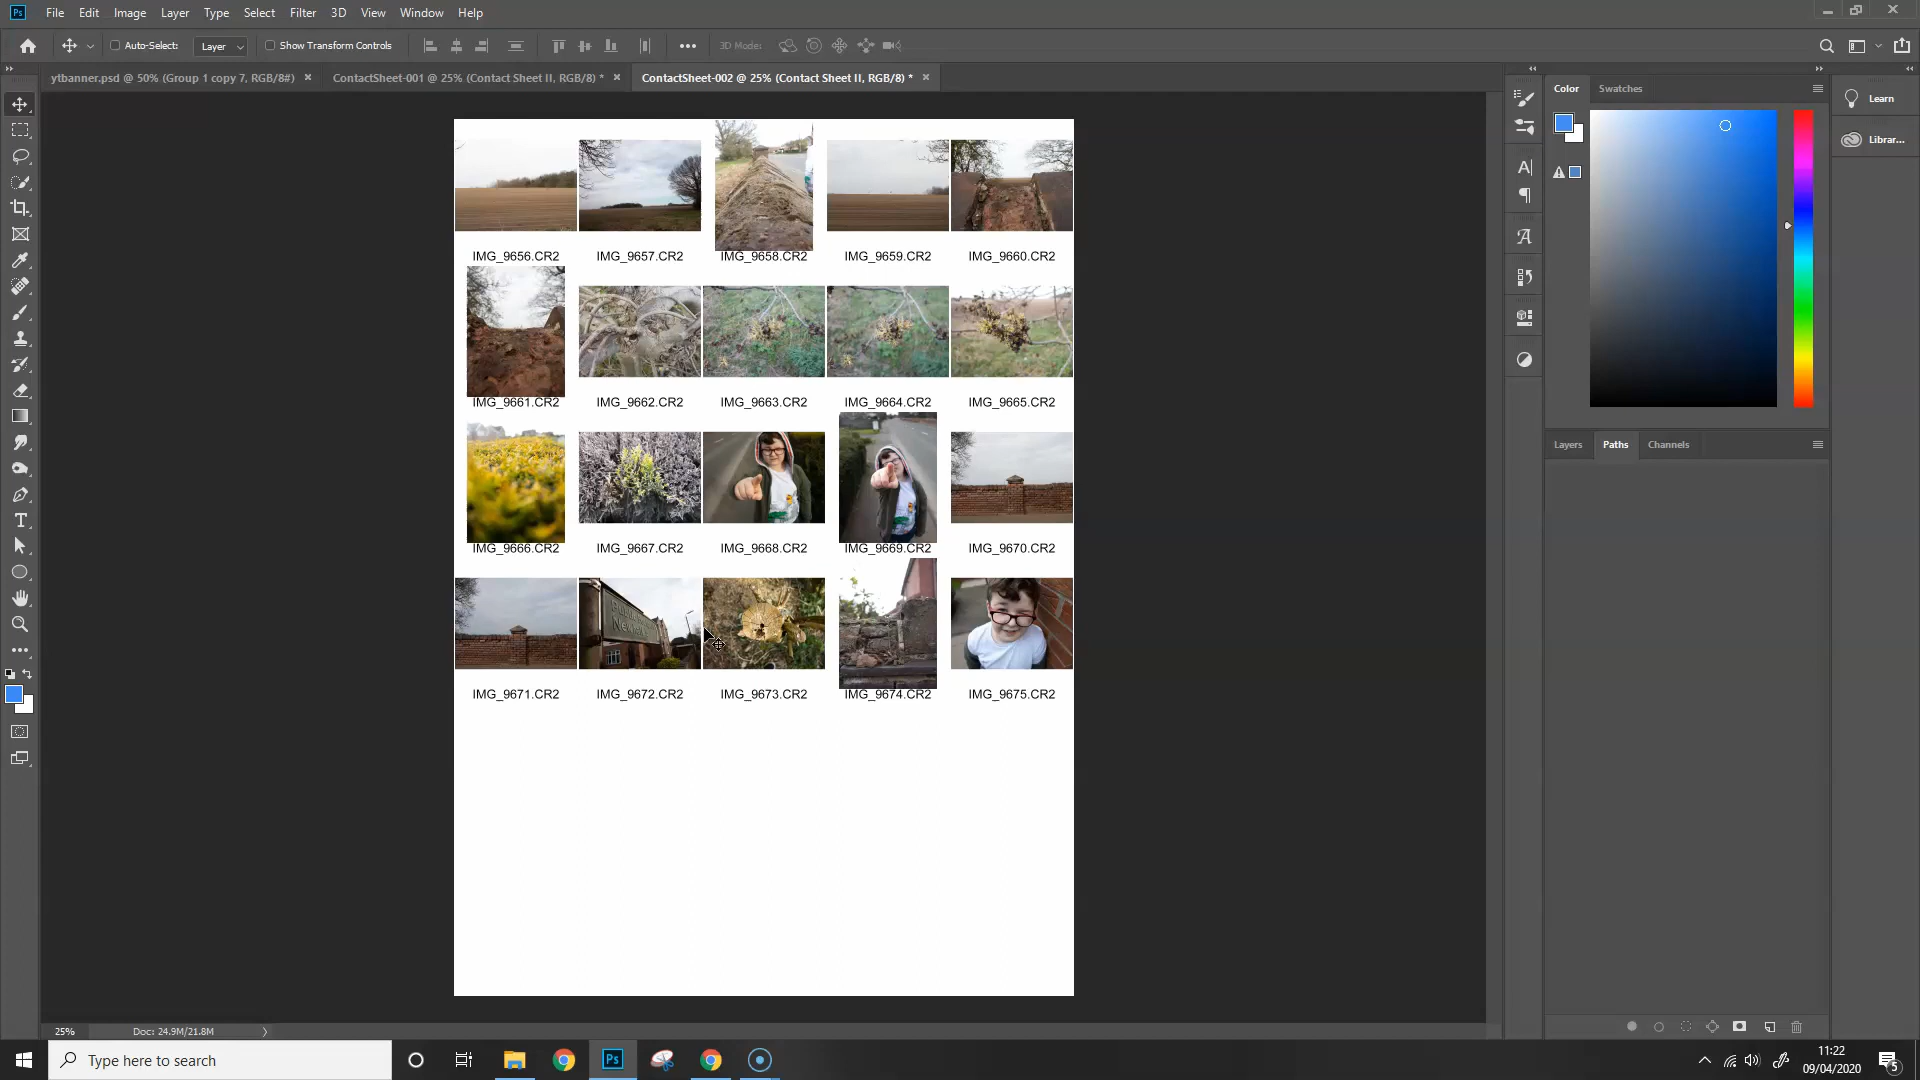 Ps File Edit Image Layer Type Select Filter 3D View Window Help
Auto-Select: Layer Show Transform Controls 3D Mode:
ytbanner.psd @ 50% (Group 1 copy 7, RGB/8#) ContactSheet-001 @ 25% (Contact Sheet II, RGB/8) * ContactSheet-002 @ 25% (Contact Sheet II, RGB/8) *
Color Swatches
Learn
Librar...
IMG_9656.CR2 IMG_9657.CR2 IMG_9658.CR2 IMG_9659.CR2 IMG_9660.CR2
IMG_9661.CR2 IMG_9662.CR2 IMG_9663.CR2 IMG_9664.CR2 IMG_9665.CR2
Layers Paths Channels
IMG_9666.CR2 IMG_9667.CR2 IMG_9668.CR2 IMG_9669.CR2 IMG_9670.CR2
IMG_9671.CR2 IMG_9672.CR2 IMG_9673.CR2 IMG_9674.CR2 IMG_9675.CR2
25% Doc: 24.9M/21.8M
Type here to search
Ps
11:22
09/04/2020
5